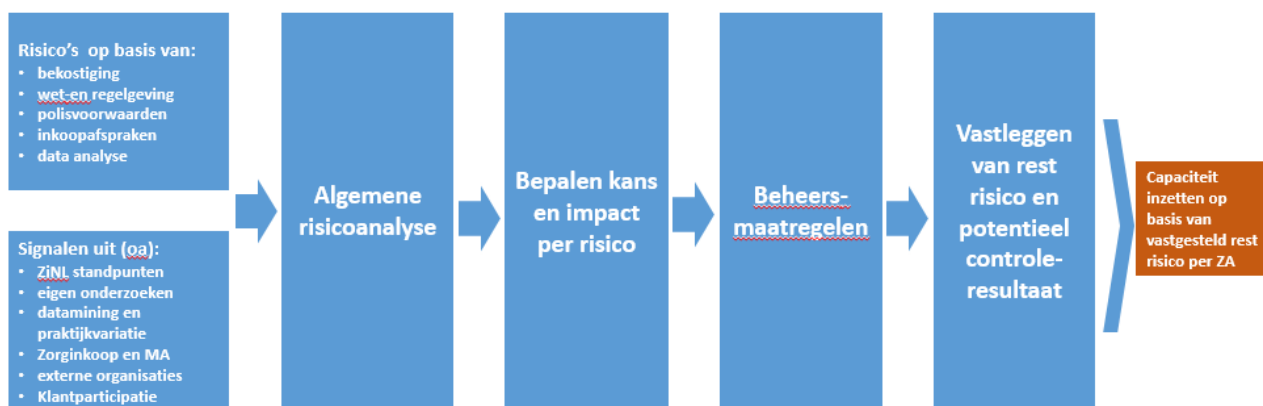 Risico's op basis van:
• bekostiging
• wet-en regelgeving
• polisvoorwaarden
• inkoopafspraken
• data analyse
Signalen uit (oa):
• ZiNL standpunten
• eigen onderzoeken
• datamining en
praktijkvariatie
• Zorginkoop en MA
• externe organisaties
• Klantparticipatie
Algemene
risicoanalyse
Bepalen kans
en impact
per risico
Beheers-
maatregelen
Vastleggen
van rest
risico en
potentieel
controle-
resultaat
Capaciteit
inzetten op
basis van
vastgesteld rest
risico per ZA